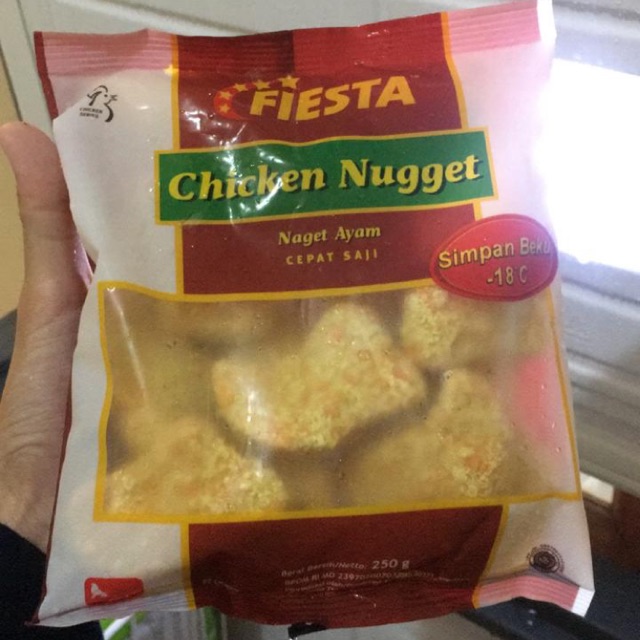 FIESTA
Chicken Nugget
Naget Ayam
CEPAT SAJI
Simpan Beku
-18°C
Berat Bersih/Netto: 250 g